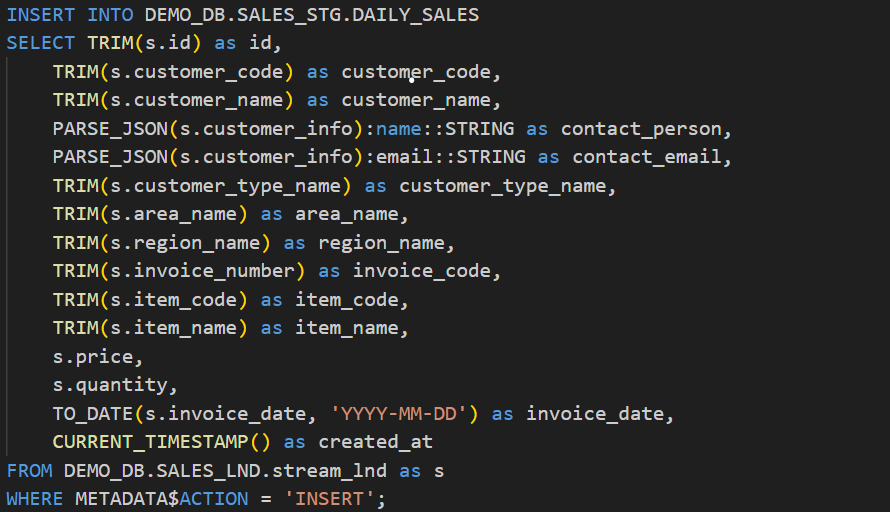 INSERT INTO DEMO_DB.SALES_STG.DAILY_SALES
SELECT TRIM(s.id) as id,
TRIM(s.customer_code) as customer_code,
TRIM(s.customer_name) as customer_name,
PARSE_JSON(s.customer_info):name::STRING as contact_person,
PARSE_JSON(s.customer_info):email::STRING as contact_email,
TRIM(s.customer_type_name) as customer_type_name,
TRIM(s.area_name) as area_name,
TRIM(s.region_name) as region_name,
TRIM(s.invoice_number) as invoice_code,
TRIM(s.item_code) as item_code,
TRIM(s.item_name) as item_name,
s.price,
s.quantity,
TO_DATE(s.invoice_date, 'YYYY-MM-DD') as invoice_date,
CURRENT_TIMESTAMP() as created_at
FROM DEMO_DB.SALES_LND.stream_lnd as s
WHERE METADATA$ACTION = 'INSERT';